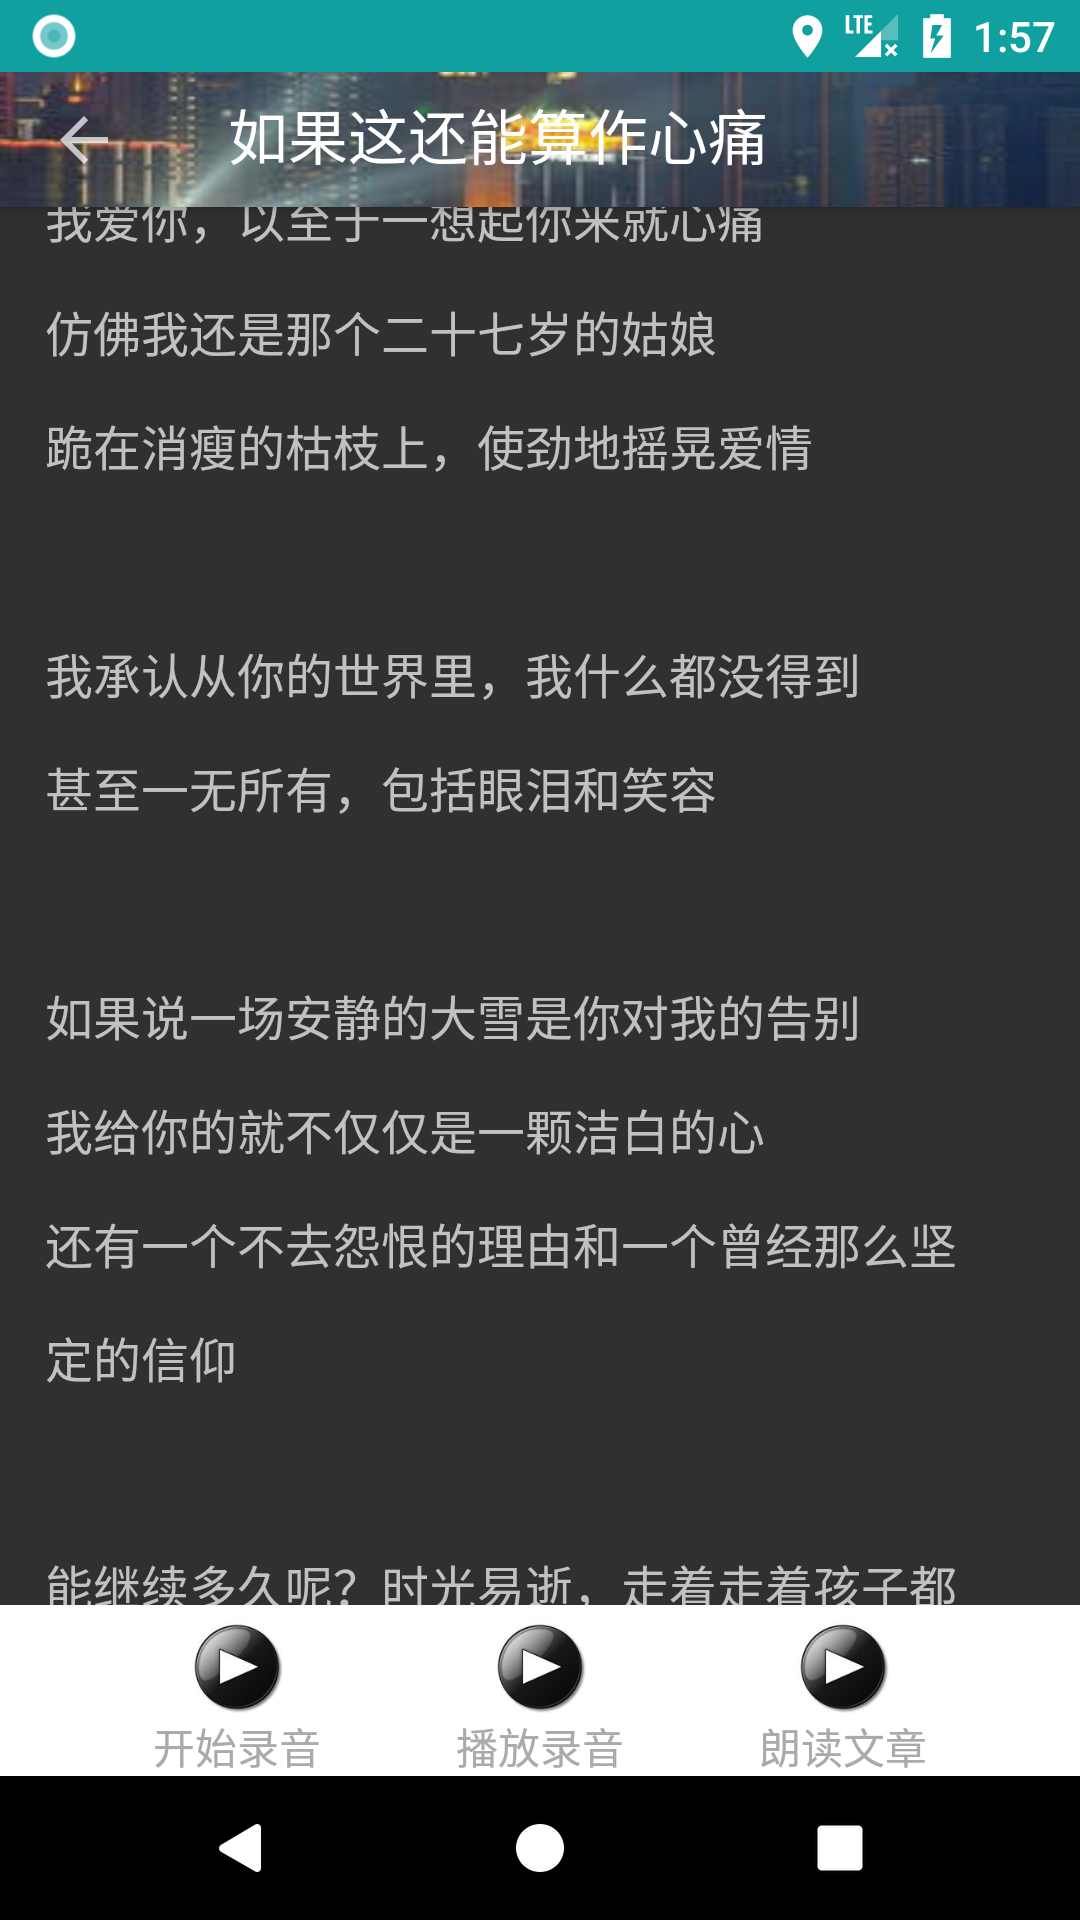 LTE
1:57
如果这还能算作心痛
我爱你，以至于一想起你来就心痛
仿佛我还是那个二十七岁的姑娘
跪在消瘦的枯枝上，使劲地摇晃爱情
我承认从你的世界里，我什么都没得到
甚至一无所有，包括眼泪和笑容
如果说一场安静的大雪是你对我的告别
我给你的就不仅仅是一颗洁白的心
还有一个不去怨恨的理由和一个曾经那么坚
定的信仰
能继续多久呢？时光易逝，走着走着孩子都
开始录音
播放录音
朗读文章